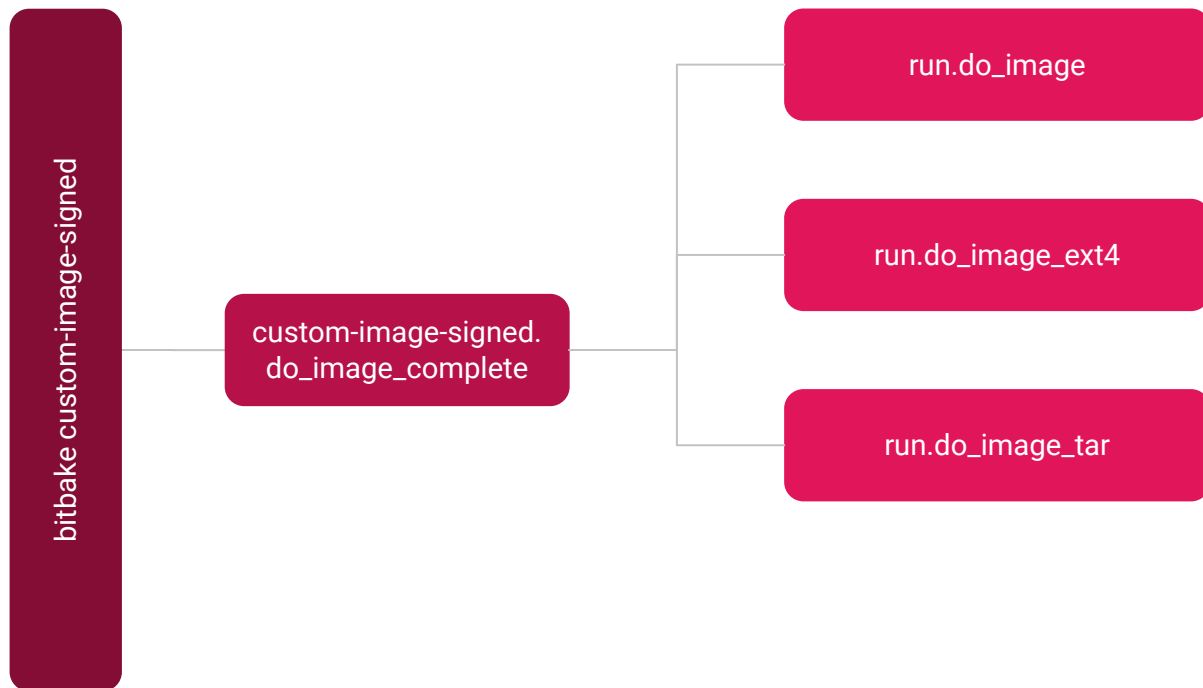 bitbake custom-image-signed
custom-image-signed.
do_image_complete
run.do_image
run.do_image_ext4
run.do_image_tar